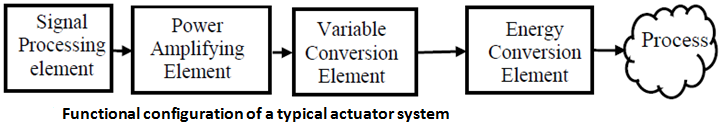 Signal
Processing
element
Power
Amplifying
Element
Variable
Conversion
Element
Energy
Conversion
Element
Process
Functional configuration of a typical actuator system